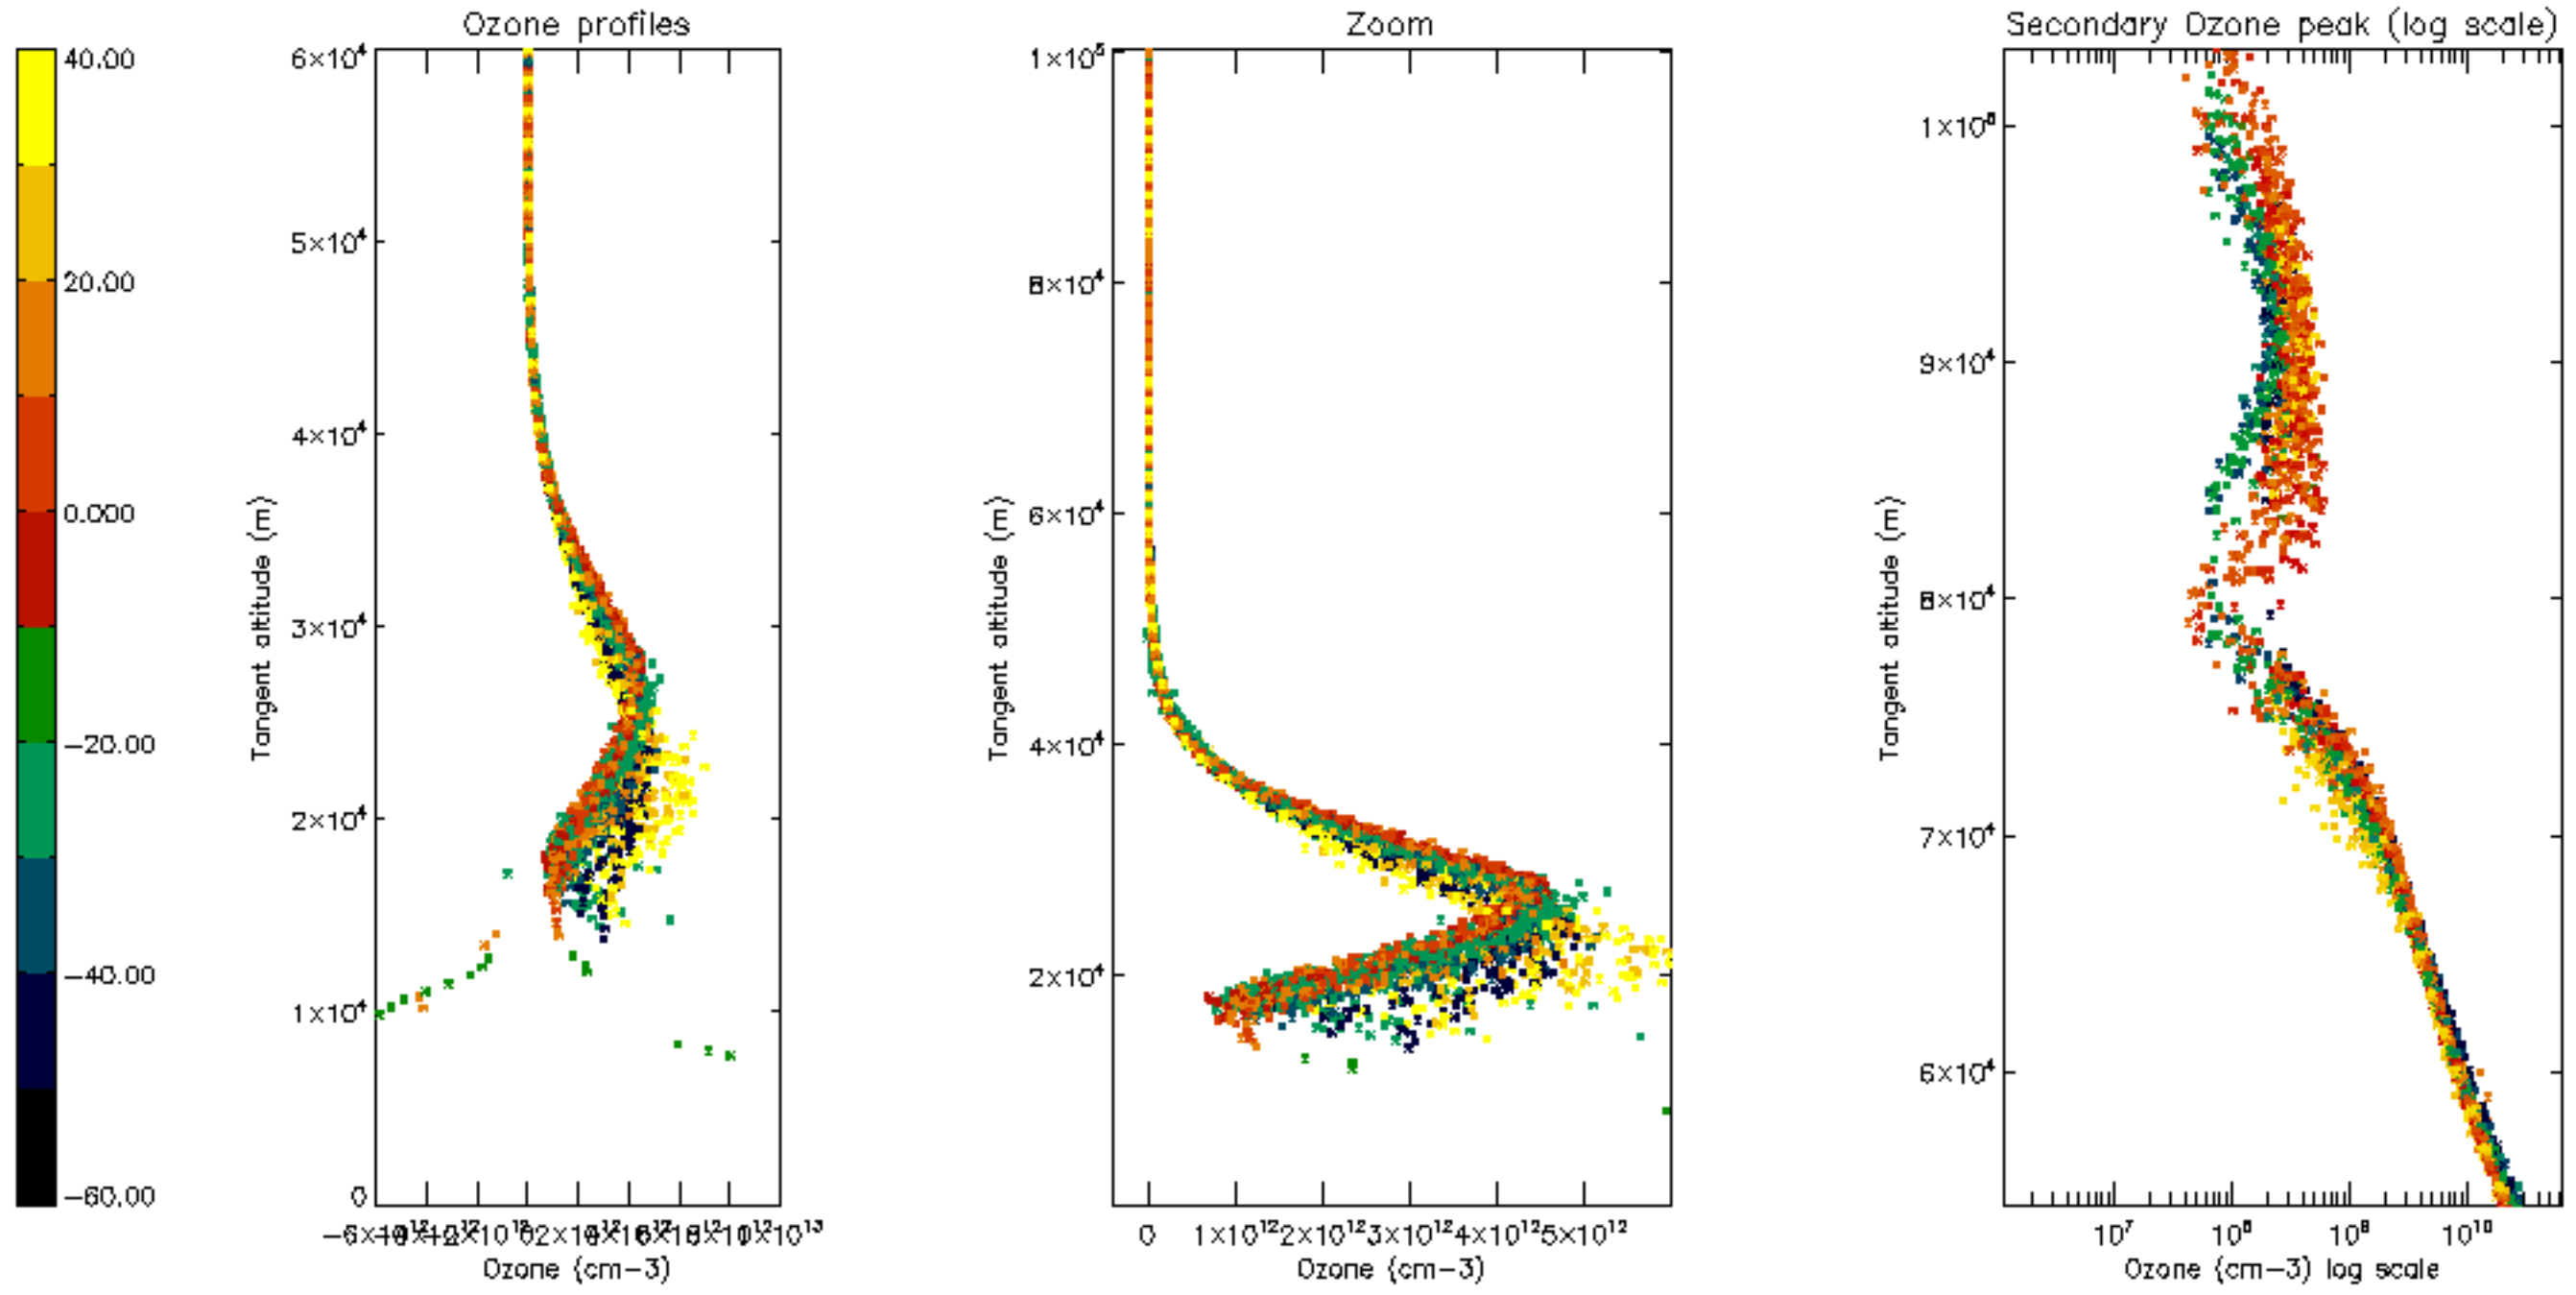 Ozone profiles
Zoom
Secondary Ozone peak (log scale)
40.00
20.00
0.000
−20.00
−40.00
−60.00
6×10⁴
5×10⁴
4×10⁴
3×10⁴
2×10⁴
1×10⁴
0
Tangent altitude (m)
Ozone (cm−3)
1×10⁵
8×10⁴
6×10⁴
4×10⁴
2×10⁴
Tangent altitude (m)
0 1×10¹² 2×10¹² 3×10¹² 4×10¹² 5×10¹²
Ozone (cm−3)
9×10⁴
8×10⁴
7×10⁴
6×10⁴
Tangent altitude (m)
10⁷ 10¹⁰
Ozone (cm−3) log scale